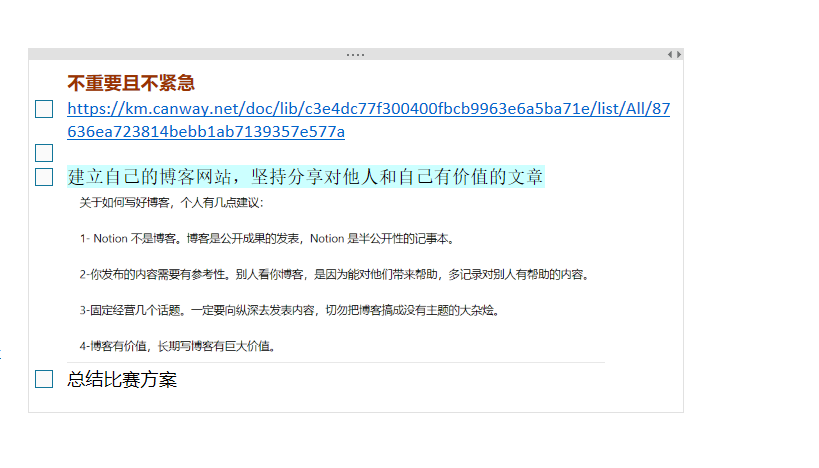 不重要且不紧急
https://km.canway.net/doc/lib/c3e4dc77f300400fbcb9963e6a5ba71e/list/All/87
636ea723814bebb1ab7139357e577a
建立自己的博客网站，坚持分享对他人和自己有价值的文章
关于如何写好博客，个人有几点建议：
1- Notion 不是博客。博客是公开成果的发表，Notion 是半公开性的记事本。
2-你发布的内容需要有参考性。别人看你博客，是因为能对他们带来帮助，多记录对别人有帮助的内容。
3-固定经营几个话题。一定要向纵深去发表内容，切勿把博客搞成没有主题的大杂烩。
4-博客有价值，长期写博客有巨大价值。
总结比赛方案